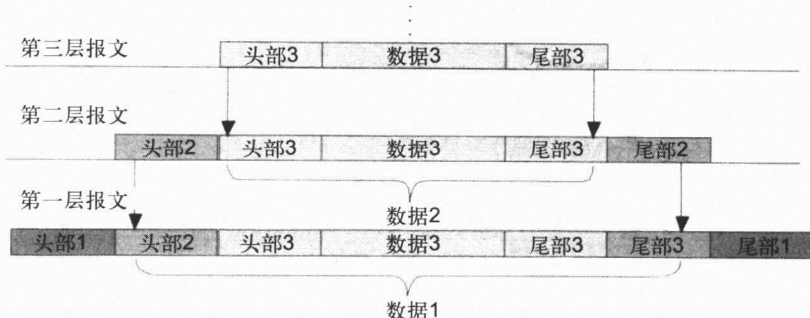 第三层报文
头部3 数据3 尾部3
第二层报文
头部2 头部3 数据3 尾部3 尾部2
数据2
第一层报文
头部1 头部2 头部3 数据3 尾部3 尾部3 尾部1
数据1